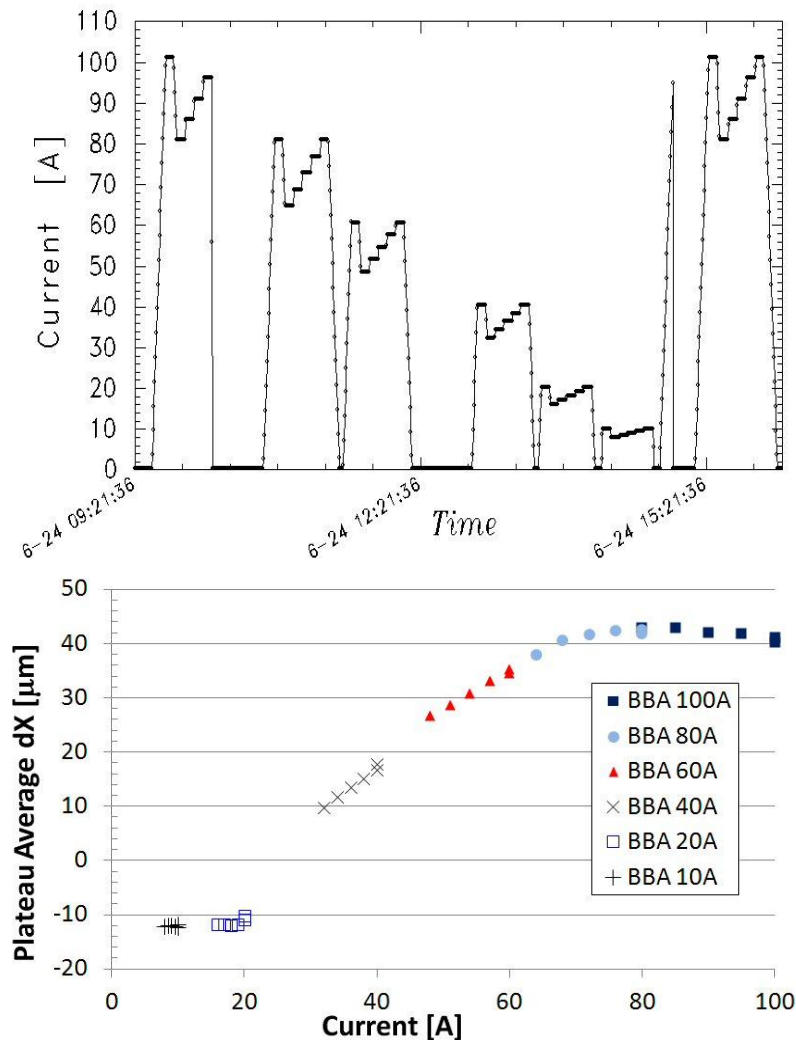 110
100
90
80
70
60
50
40
30
20
10
0
Current [A]
6-24 09:21:36
6-24 12:21:36
6-24 15:21:36
Time
50
40
30
20
10
0
-10
-20
Plateau Average dX [µm]
BBA 100A
BBA 80A
BBA 60A
BBA 40A
BBA 20A
BBA 10A
0 20 40 60 80 100
Current [A]